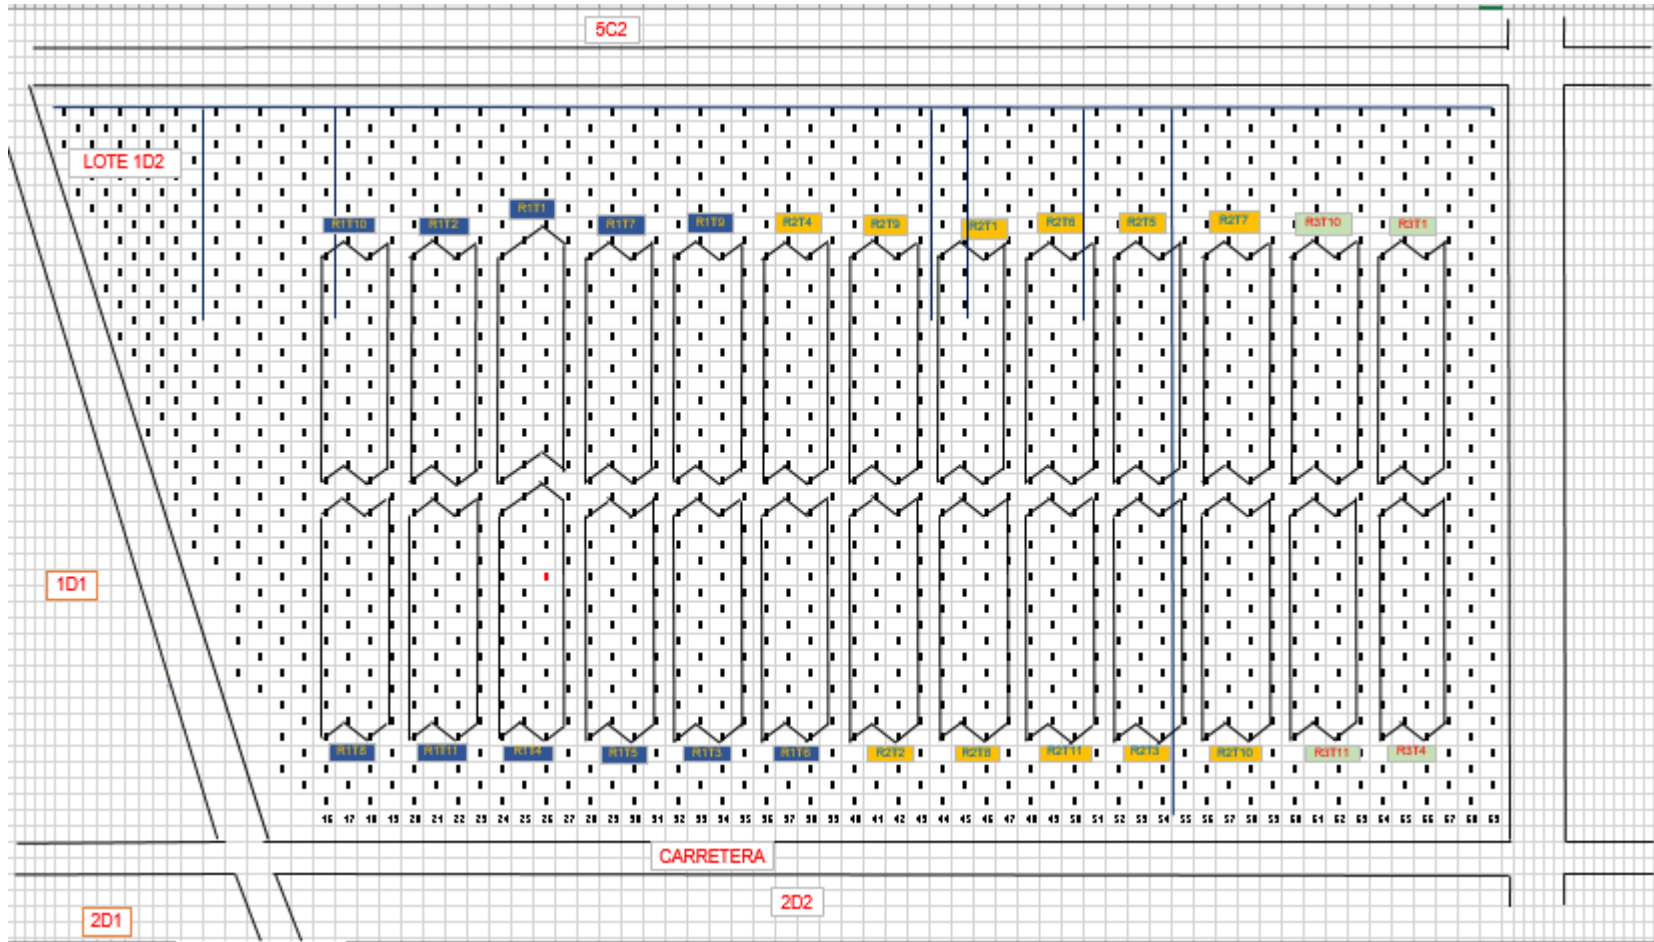 5C2
LOTE 1D2
R1T10 R1T2 R1T1 R1T7 R1T9 R2T4 R2T9 R2T1 R2T6 R2T5 R2T7 R3T10 R3T1
1D1
R1T8 R1T11 R1T4 R1T5 R1T3 R1T6 R2T2 R2T8 R2T11 R2T3 R2T10 R3T11 R3T4
16 17 18 19 20 21 22 23 24 25 26 27 28 29 30 31 32 33 34 35 36 37 38 39 40 41 42 43 44 45 46 47 48 49 50 51 52 53 54 55 56 57 58 59 60 61 62 63 64 65 66 67 68 69
CARRETERA
2D2
2D1